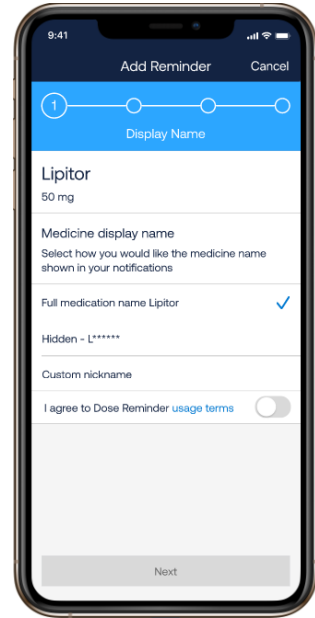 9:41
Add Reminder
Cancel
1
Display Name
Lipitor
50 mg
Medicine display name
Select how you would like the medicine name
shown in your notifications
Full medication name Lipitor
Hidden - L******
Custom nickname
I agree to Dose Reminder usage terms
Next